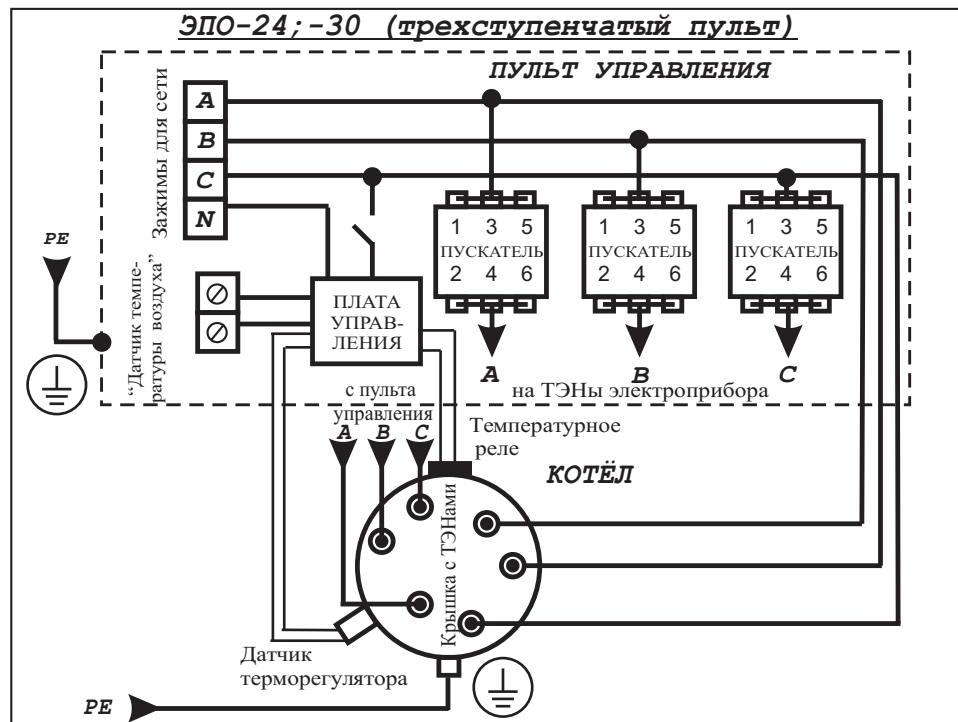 ЭПО-24;-30 (трехступенчатый пульт)
ПУЛЬТ УПРАВЛЕНИЯ
Зажимы для сети
A
B
C
N
PE
“Датчик темпе-
ратуры воздуха”
1 3 5
ПУСКАТЕЛЬ
2 4 6
1 3 5
ПУСКАТЕЛЬ
2 4 6
1 3 5
ПУСКАТЕЛЬ
2 4 6
ПЛАТА
УПРАВ-
ЛЕНИЯ
A
B
C
на ТЭНы электроприбора
с пульта
управления
A
B
C
Температурное
реле
КОТЁЛ
Крышка с ТЭНами
Датчик
терморегулятора
PE